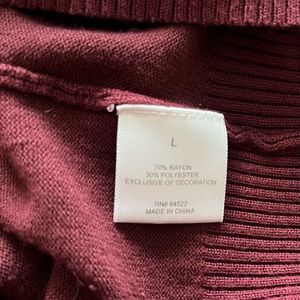 L
70% RAYON
30% POLYESTER
EXCLUSIVE OF DECORATION
RN# 94522
MADE IN CHINA